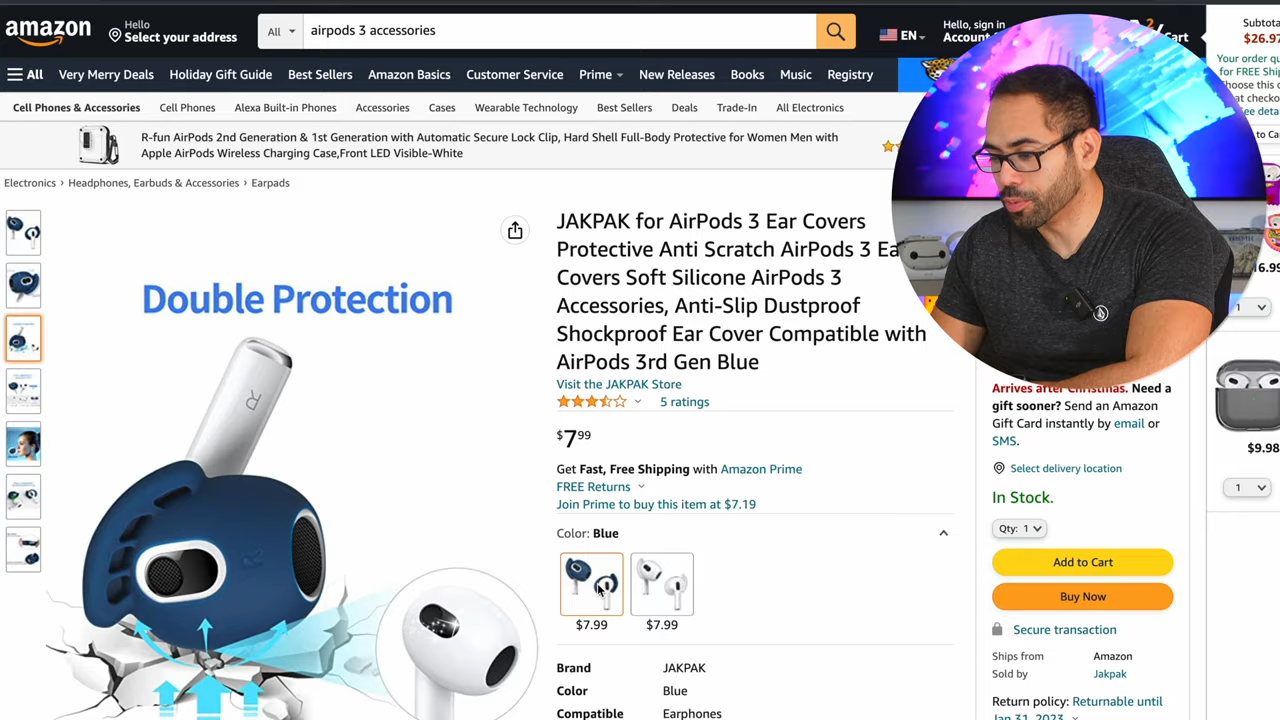 amazon
Hello
Select your address
All
airpods 3 accessories
EN
Hello, sign in
Account
2
Cart
Subtota
$26.97
Your order qu
for FREE Ship
Choose this o
at checko
See deta
to Car
All
Very Merry Deals
Holiday Gift Guide
Best Sellers
Amazon Basics
Customer Service
Prime
New Releases
Books
Music
Registry
Cell Phones & Accessories
Cell Phones
Alexa Built-in Phones
Accessories
Cases
Wearable Technology
Best Sellers
Deals
Trade-In
All Electronics
R-fun AirPods 2nd Generation & 1st Generation with Automatic Secure Lock Clip, Hard Shell Full-Body Protective for Women Men with
Apple AirPods Wireless Charging Case,Front LED Visible-White
Electronics › Headphones, Earbuds & Accessories › Earpads
Double Protection
R
R
JAKPAK for AirPods 3 Ear Covers
Protective Anti Scratch AirPods 3 Ea
Covers Soft Silicone AirPods 3
Accessories, Anti-Slip Dustproof
Shockproof Ear Cover Compatible with
AirPods 3rd Gen Blue
Visit the JAKPAK Store
5 ratings
$7 99
Get Fast, Free Shipping with Amazon Prime
FREE Returns
Join Prime to buy this item at $7.19
Color: Blue
$7.99
$7.99
Brand
JAKPAK
Color
Blue
Compatible
Earphones
Arrives after Christmas. Need a
gift sooner? Send an Amazon
Gift Card instantly by email or
SMS.
Select delivery location
In Stock.
Qty: 1
Add to Cart
Buy Now
Secure transaction
Ships from
Amazon
Sold by
Jakpak
Return policy: Returnable until
Jan 31, 2023
16.99
1
$9.98
1